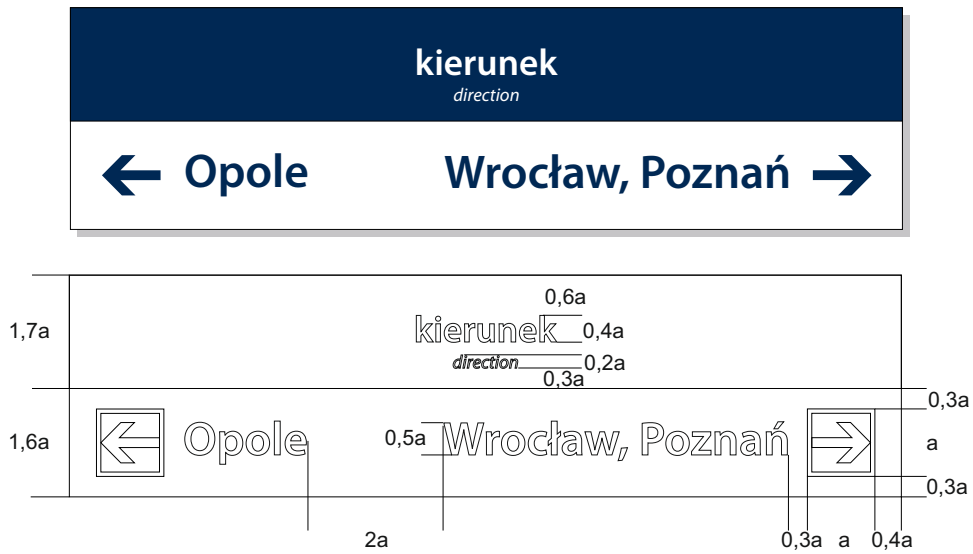 kierunek
direction
← Opole Wrocław, Poznań →
0,6a
1,7a kierunek 0,4a
direction 0,2a
0,3a
0,3a
1,6a Opole 0,5a Wrocław, Poznań a
0,3a
2a 0,3a a 0,4a